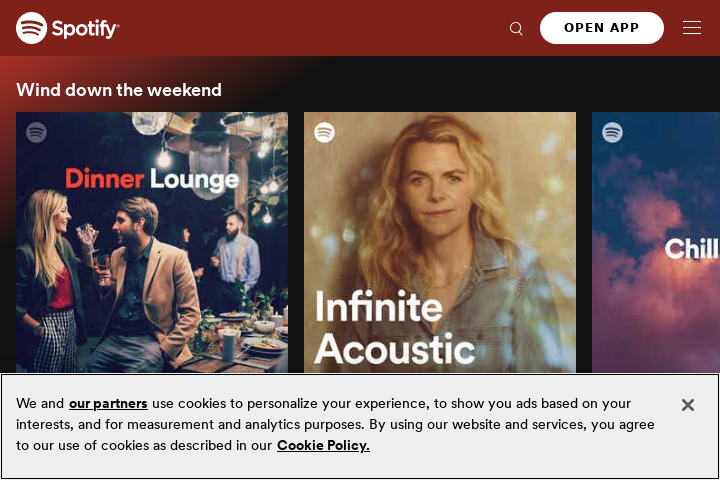 Spotify®
OPEN APP
Wind down the weekend
Dinner Lounge
Infinite
Acoustic
Chill
We and our partners use cookies to personalize your experience, to show you ads based on your
interests, and for measurement and analytics purposes. By using our website and services, you agree
to our use of cookies as described in our Cookie Policy.